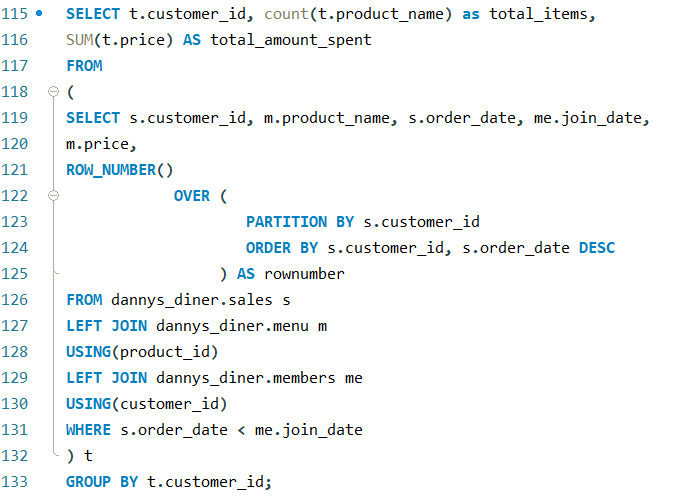 115 SELECT t.customer_id, count(t.product_name) as total_items,
116 SUM(t.price) AS total_amount_spent
117 FROM
118 (
119 SELECT s.customer_id, m.product_name, s.order_date, me.join_date,
120 m.price,
121 ROW_NUMBER()
122 OVER (
123 PARTITION BY s.customer_id
124 ORDER BY s.customer_id, s.order_date DESC
125 ) AS rownumber
126 FROM dannys_diner.sales s
127 LEFT JOIN dannys_diner.menu m
128 USING(product_id)
129 LEFT JOIN dannys_diner.members me
130 USING(customer_id)
131 WHERE s.order_date < me.join_date
132 ) t
133 GROUP BY t.customer_id;